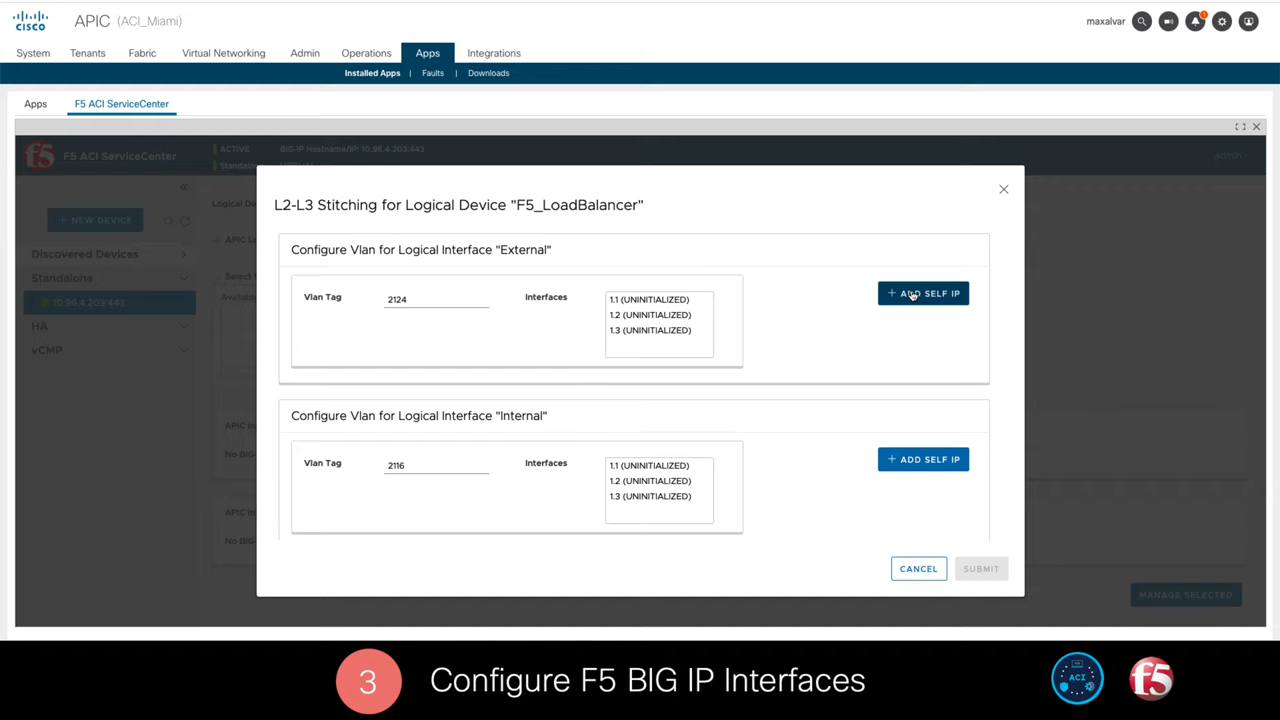 CISCO
APIC (ACI_Miami)
maxalvar
System Tenants Fabric Virtual Networking Admin Operations Apps Integrations
Installed Apps | Faults | Downloads
Apps F5 ACI ServiceCenter
f5 F5 ACI ServiceCenter
ACTIVE BIG-IP Hostname/IP: 10.96.4.203:443
Standalone
admin
+ NEW DEVICE
Discovered Devices
Standalone
10.96.4.203:443
HA
vCMP
L2-L3 Stitching for Logical Device "F5_LoadBalancer"
Configure Vlan for Logical Interface "External"
Vlan Tag 2124 Interfaces 1.1 (UNINITIALIZED)
1.2 (UNINITIALIZED)
1.3 (UNINITIALIZED)
+ ADD SELF IP
Configure Vlan for Logical Interface "Internal"
Vlan Tag 2116 Interfaces 1.1 (UNINITIALIZED)
1.2 (UNINITIALIZED)
1.3 (UNINITIALIZED)
+ ADD SELF IP
CANCEL SUBMIT
MANAGE SELECTED
3 Configure F5 BIG IP Interfaces
ACI
f5